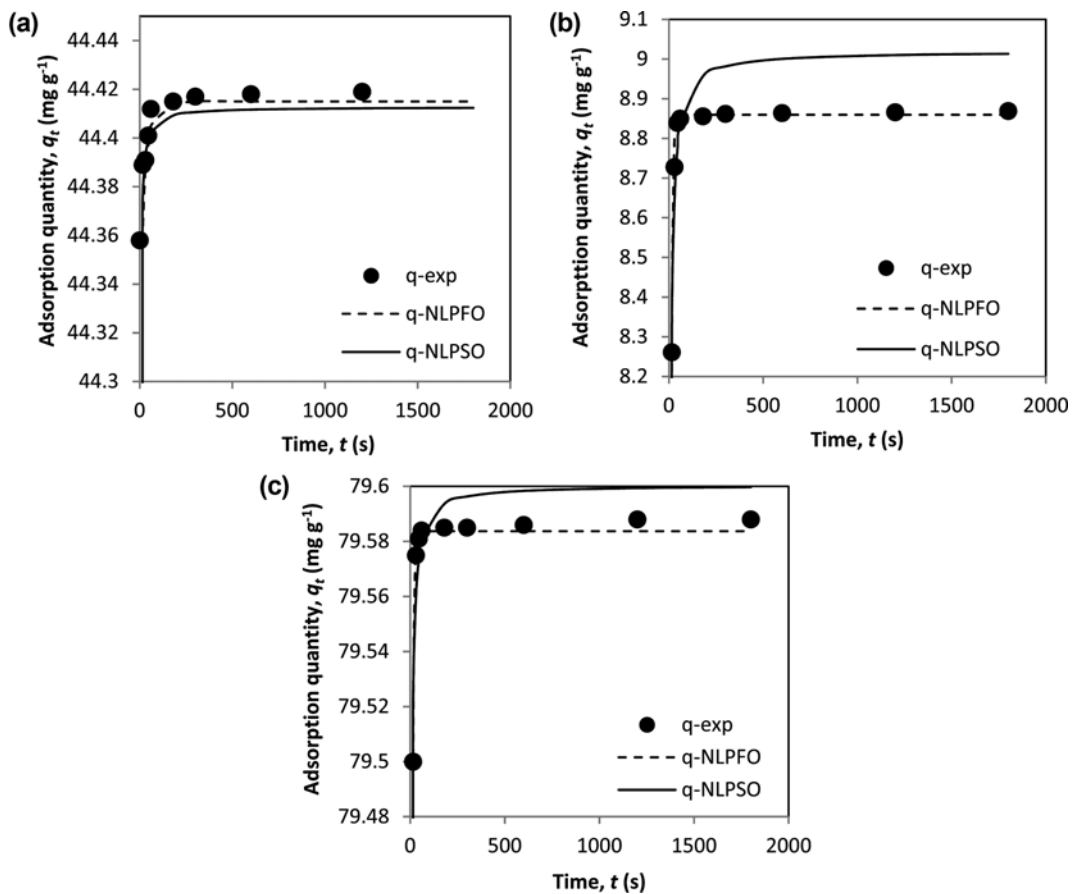 (a)
Adsorption quantity, qt (mg g-1)
44.44
44.42
44.4
44.38
44.36
44.34
44.32
44.3
0
500
1000
1500
2000
Time, t (s)
q-exp
q-NLPFO
q-NLPSO
(b)
Adsorpttion quantity, qt (mg g-1)
9.1
9
8.9
8.8
8.7
8.6
8.5
8.4
8.3
8.2
0
500
1000
1500
2000
Time, t (s)
q-exp
q-NLPFO
q-NLPSO
(c)
Adsorption quantity, qt (mg g-1)
79.6
79.58
79.56
79.54
79.52
79.5
79.48
0
500
1000
1500
2000
Time, t (s)
q-exp
q-NLPFO
q-NLPSO